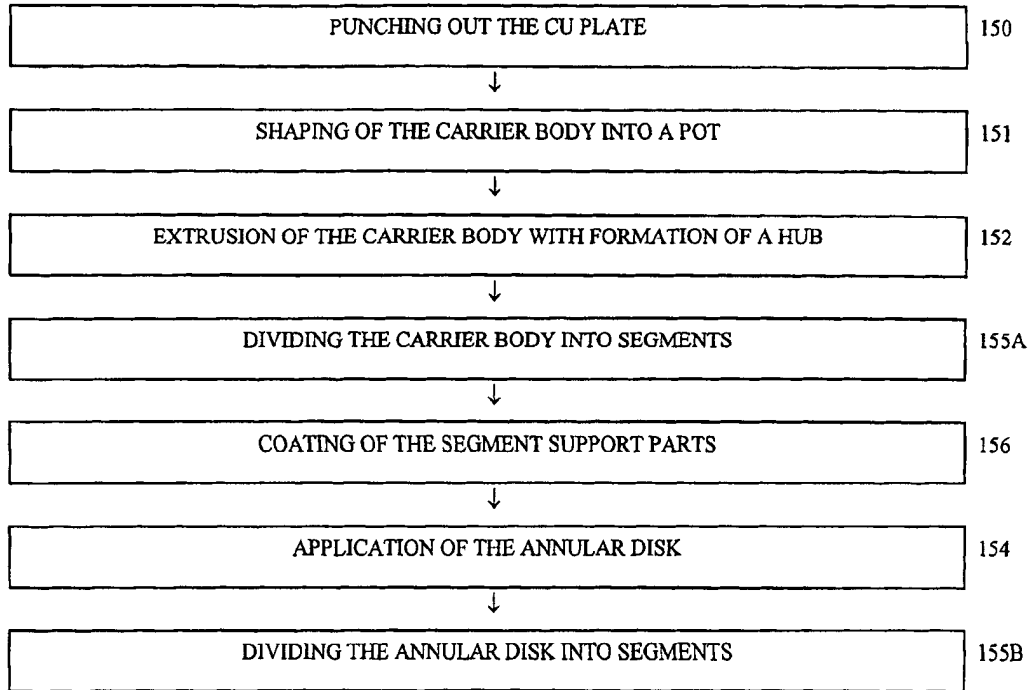 PUNCHING OUT THE CU PLATE 150
↓
SHAPING OF THE CARRIER BODY INTO A POT 151
↓
EXTRUSION OF THE CARRIER BODY WITH FORMATION OF A HUB 152
↓
DIVIDING THE CARRIER BODY INTO SEGMENTS 155A
↓
COATING OF THE SEGMENT SUPPORT PARTS 156
↓
APPLICATION OF THE ANNULAR DISK 154
↓
DIVIDING THE ANNULAR DISK INTO SEGMENTS 155B